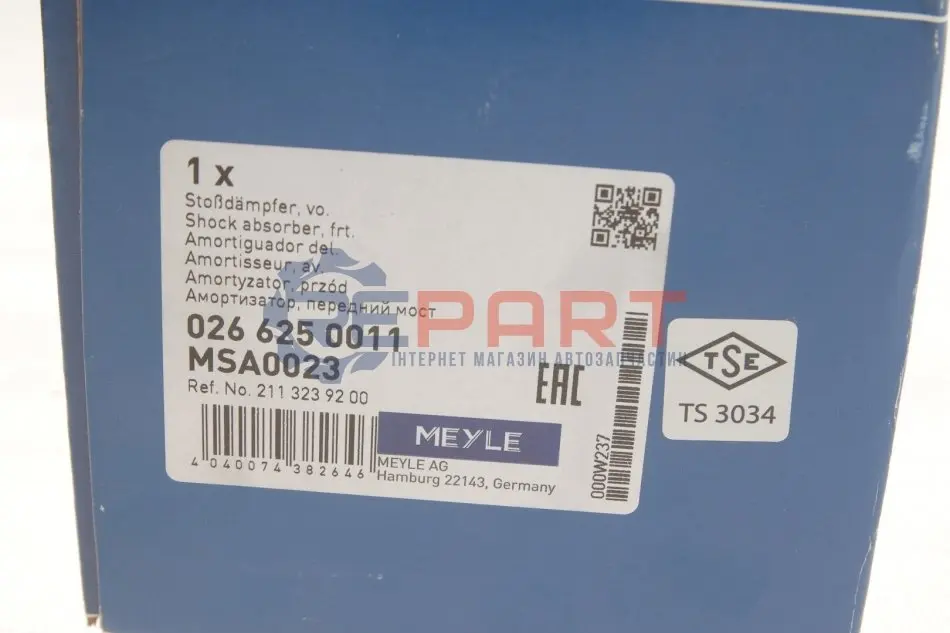 1 x
Stoßdämpfer, vo.
Shock absorber, frt.
Amortiguador del.
Amortisseur, av.
Amortyzator, przód
Амортизатор, передний мост
026 625 0011
MSA0023
Ref. No. 211 323 92 00
4 040074 382646
MEYLE
MEYLE AG
Hamburg 22143, Germany
EAC
000W237
TSE
TS 3034
GEPART
ІНТЕРНЕТ МАГАЗИН АВТОЗАПЧАСТИН